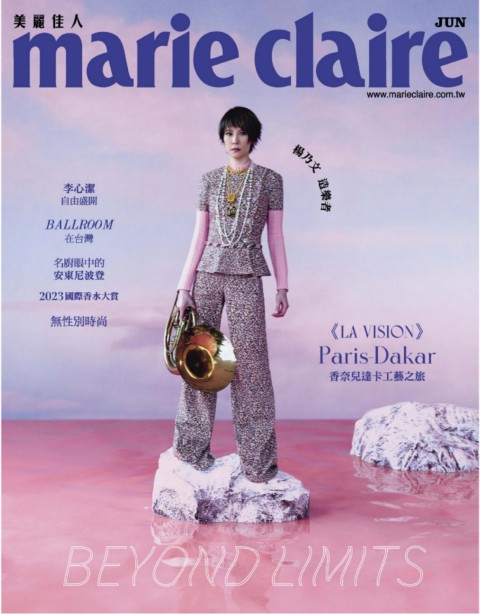 美麗佳人
JUN
marie claire
www.marieclaire.com.tw
楊乃文 造樂者
李心潔
自由盛開
BALLROOM
在台灣
名廚眼中的
安東尼波登
2023國際香水大賞
無性別時尚
《LA VISION》
Paris-Dakar
香奈兒達卡工藝之旅
BEYOND LIMITS